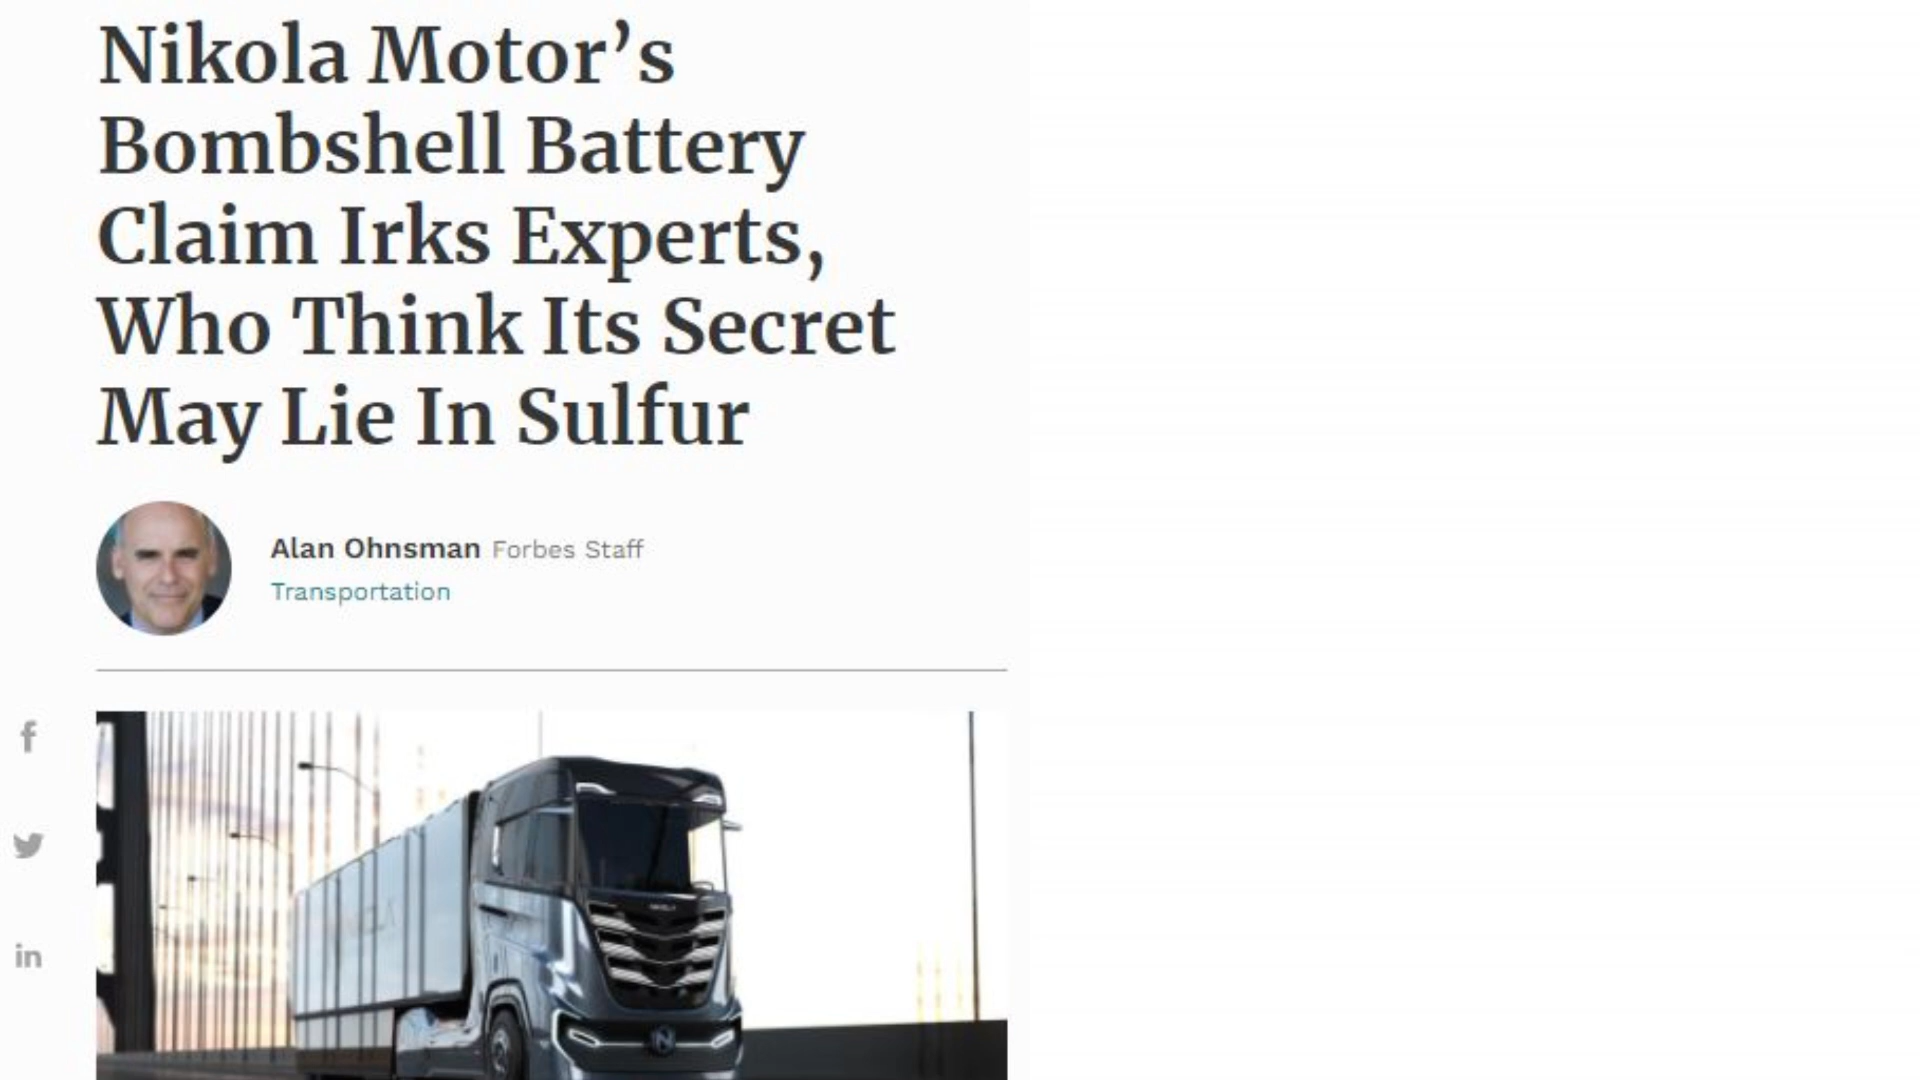 Nikola Motor’s
Bombshell Battery
Claim Irks Experts,
Who Think Its Secret
May Lie In Sulfur
Alan Ohnsman Forbes Staff
Transportation
f
in